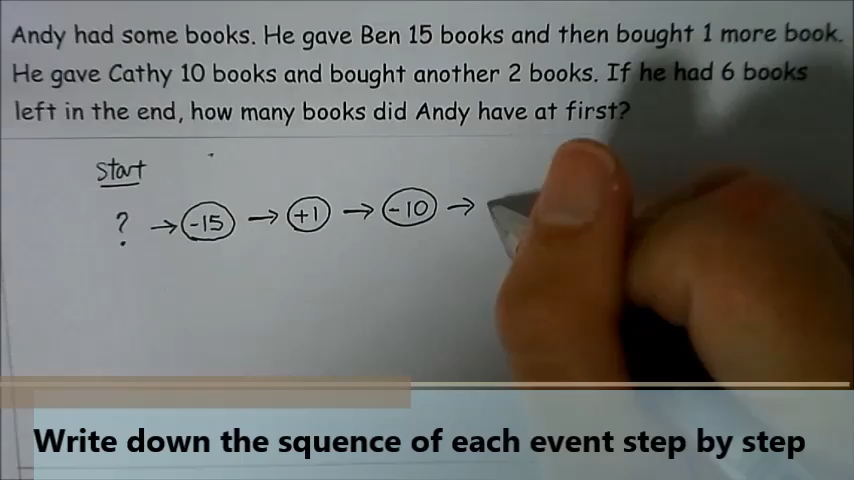 Andy had some books. He gave Ben 15 books and then bought 1 more book.
He gave Cathy 10 books and bought another 2 books. If he had 6 books
left in the end, how many books did Andy have at first?
Start
? → -15 → +1 → -10 →
Write down the squence of each event step by step